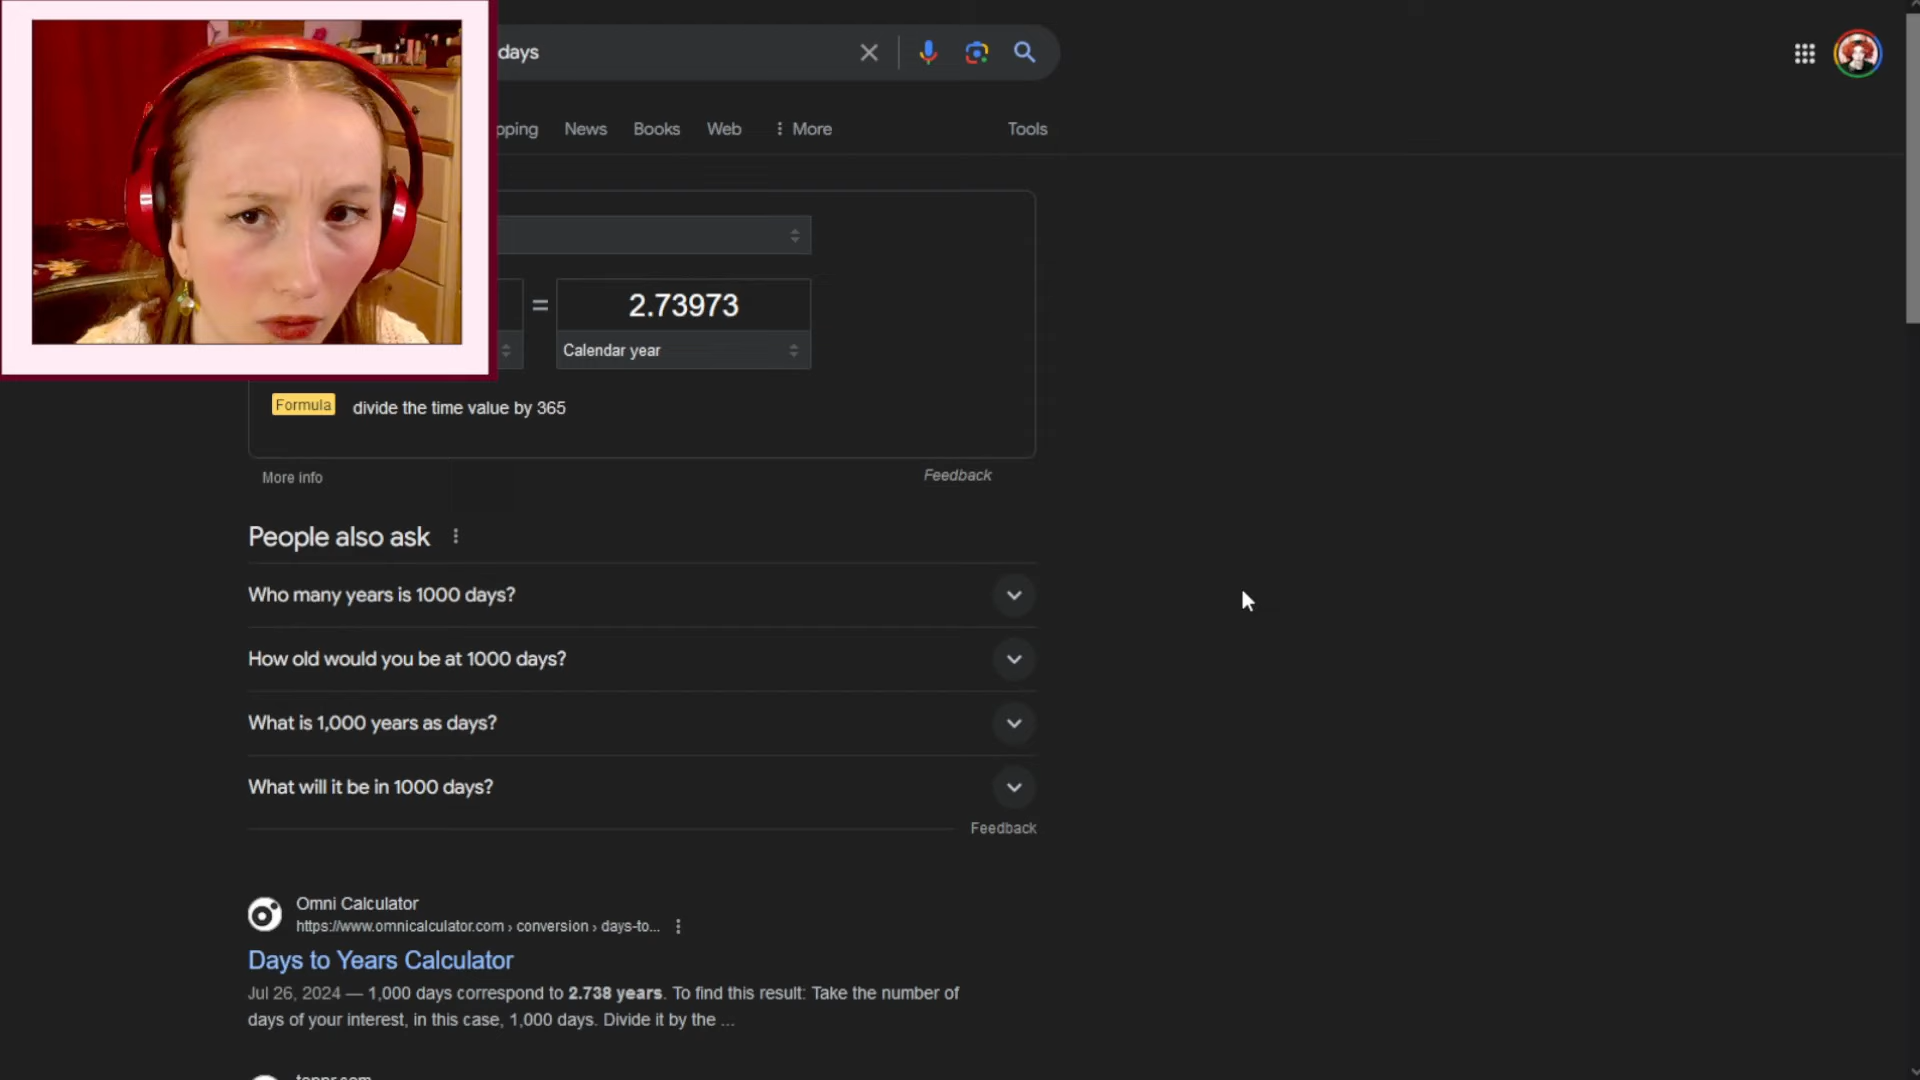 days
pping News Books Web More Tools
= 2.73973
Calendar year
Formula divide the time value by 365
More info Feedback
People also ask
Who many years is 1000 days?
How old would you be at 1000 days?
What is 1,000 years as days?
What will it be in 1000 days?
Feedback
Omni Calculator
https://www.omnicalculator.com › conversion › days-to...
Days to Years Calculator
Jul 26, 2024 — 1,000 days correspond to 2.738 years. To find this result: Take the number of
days of your interest, in this case, 1,000 days. Divide it by the ...